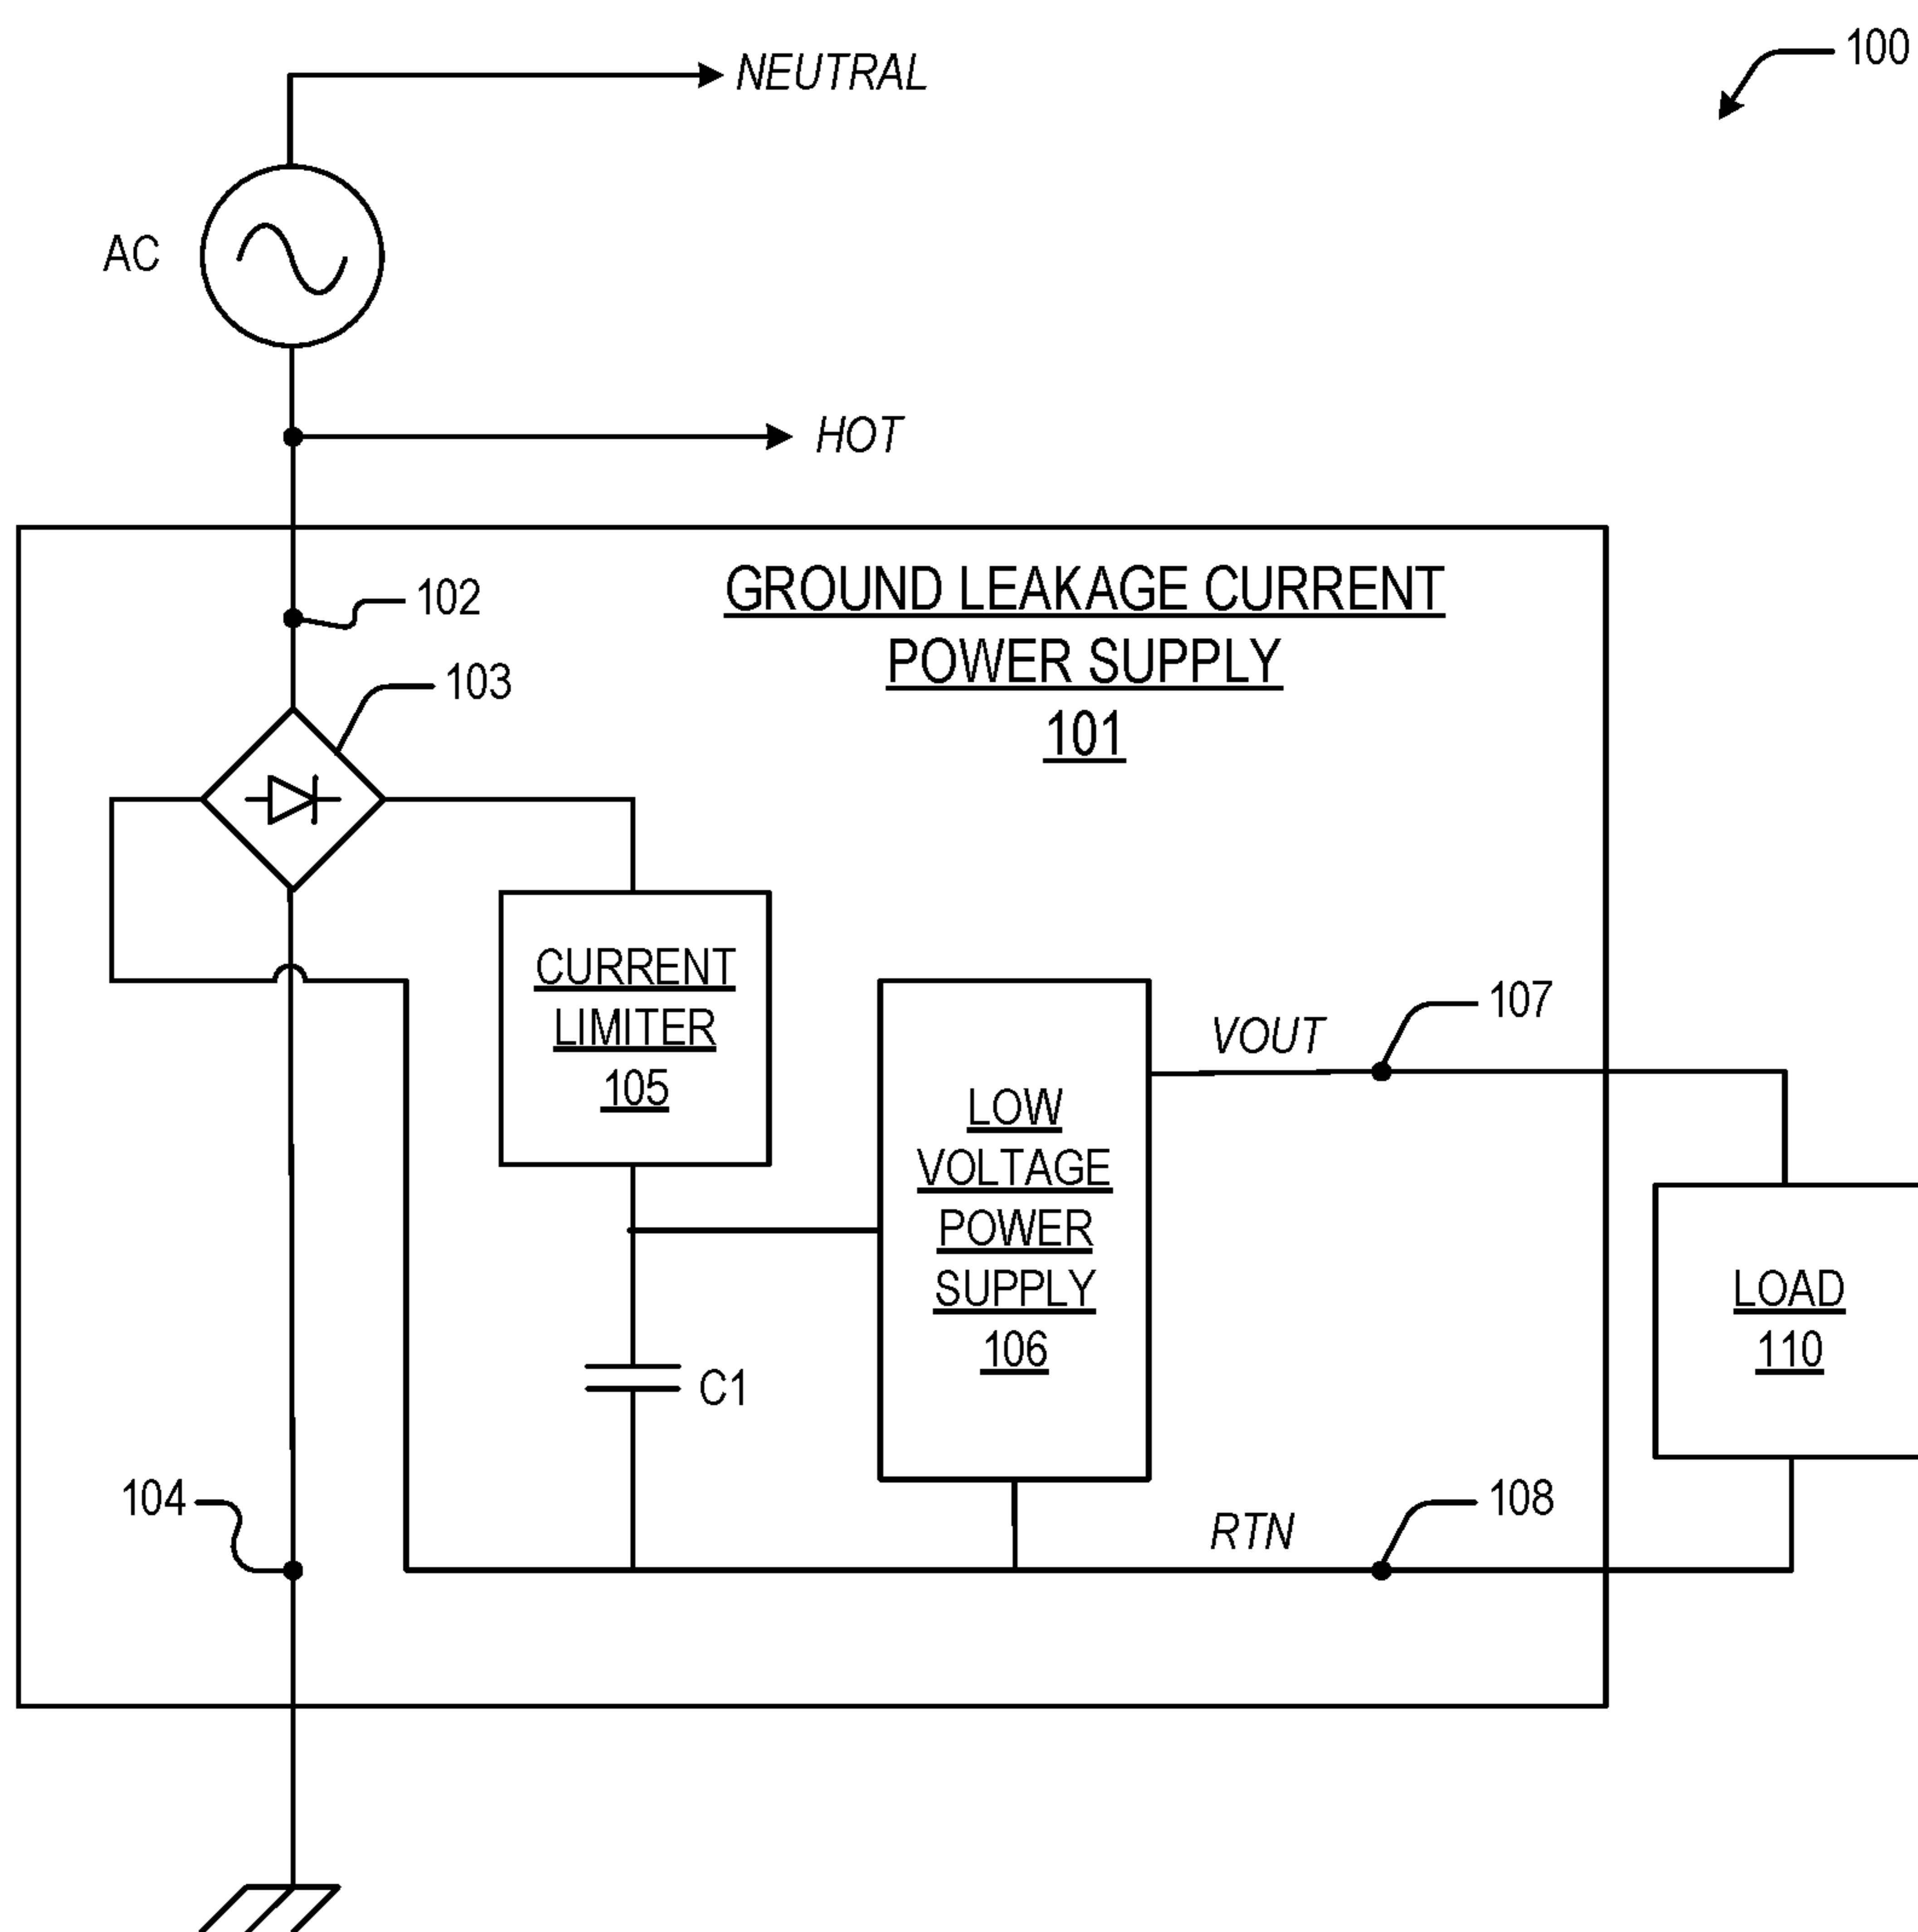 100
NEUTRAL
AC
HOT
GROUND LEAKAGE CURRENT
POWER SUPPLY
101
102
103
CURRENT
LIMITER
105
107
VOUT
LOW
VOLTAGE
POWER
SUPPLY
106
LOAD
110
C1
104
108
RTN